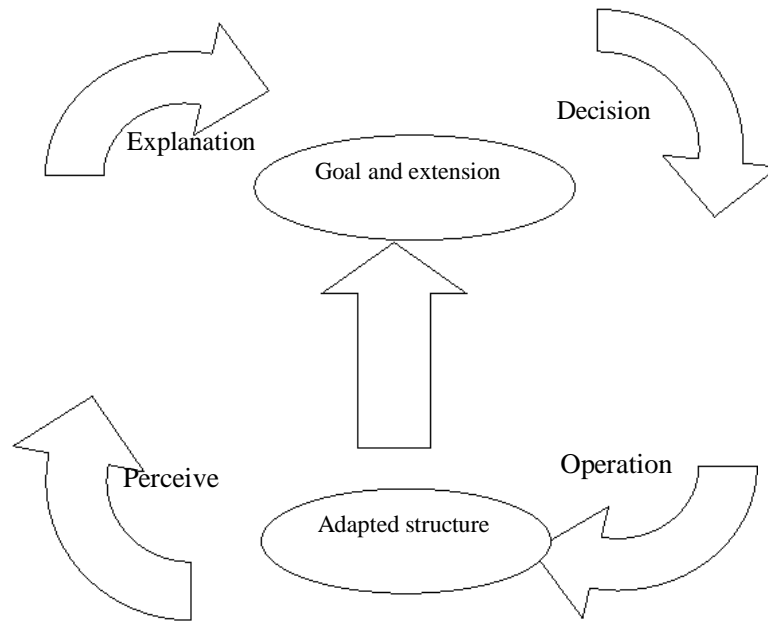 Explanation
Decision
Goal and extension
Perceive
Operation
Adapted structure